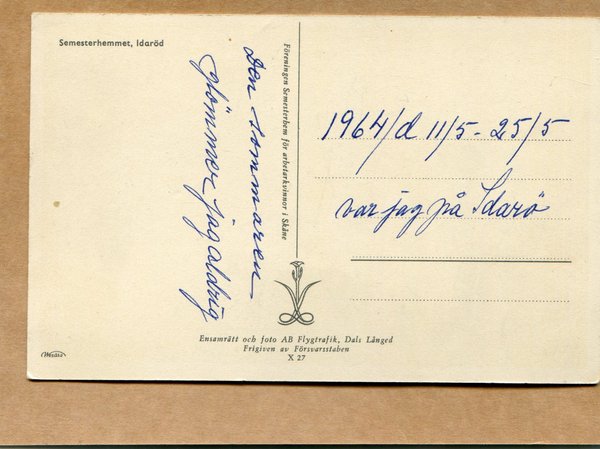 Semesterhemmet, Idaröd
Den sommaren
glömmer jag aldrig
Föreningen Semesterhem för arbetarkvinnor i Skåne
1964/d 11/5 - 25/5
var jag på Idarö
Ensamrätt och foto AB Flygtrafik, Dals Långed
Frigiven av Försvarsstaben
X 27